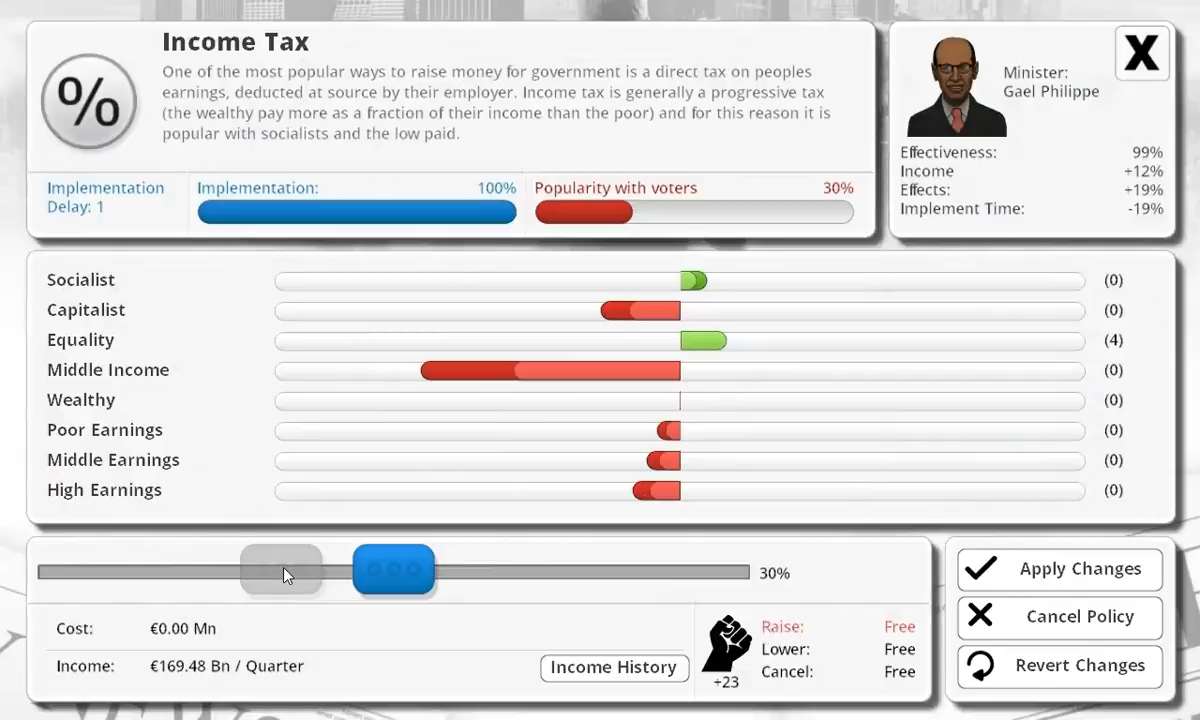 Income Tax
One of the most popular ways to raise money for government is a direct tax on peoples
earnings, deducted at source by their employer. Income tax is generally a progressive tax
(the wealthy pay more as a fraction of their income than the poor) and for this reason it is
popular with socialists and the low paid.
%
Implementation
Delay: 1
Implementation: 100%
Popularity with voters 30%
X
Minister:
Gael Philippe
Effectiveness: 99%
Income +12%
Effects: +19%
Implement Time: -19%
Socialist (0)
Capitalist (0)
Equality (4)
Middle Income (0)
Wealthy (0)
Poor Earnings (0)
Middle Earnings (0)
High Earnings (0)
30%
Cost: €0.00 Mn
Income: €169.48 Bn / Quarter
Income History
+23
Raise: Free
Lower: Free
Cancel: Free
Apply Changes
Cancel Policy
Revert Changes